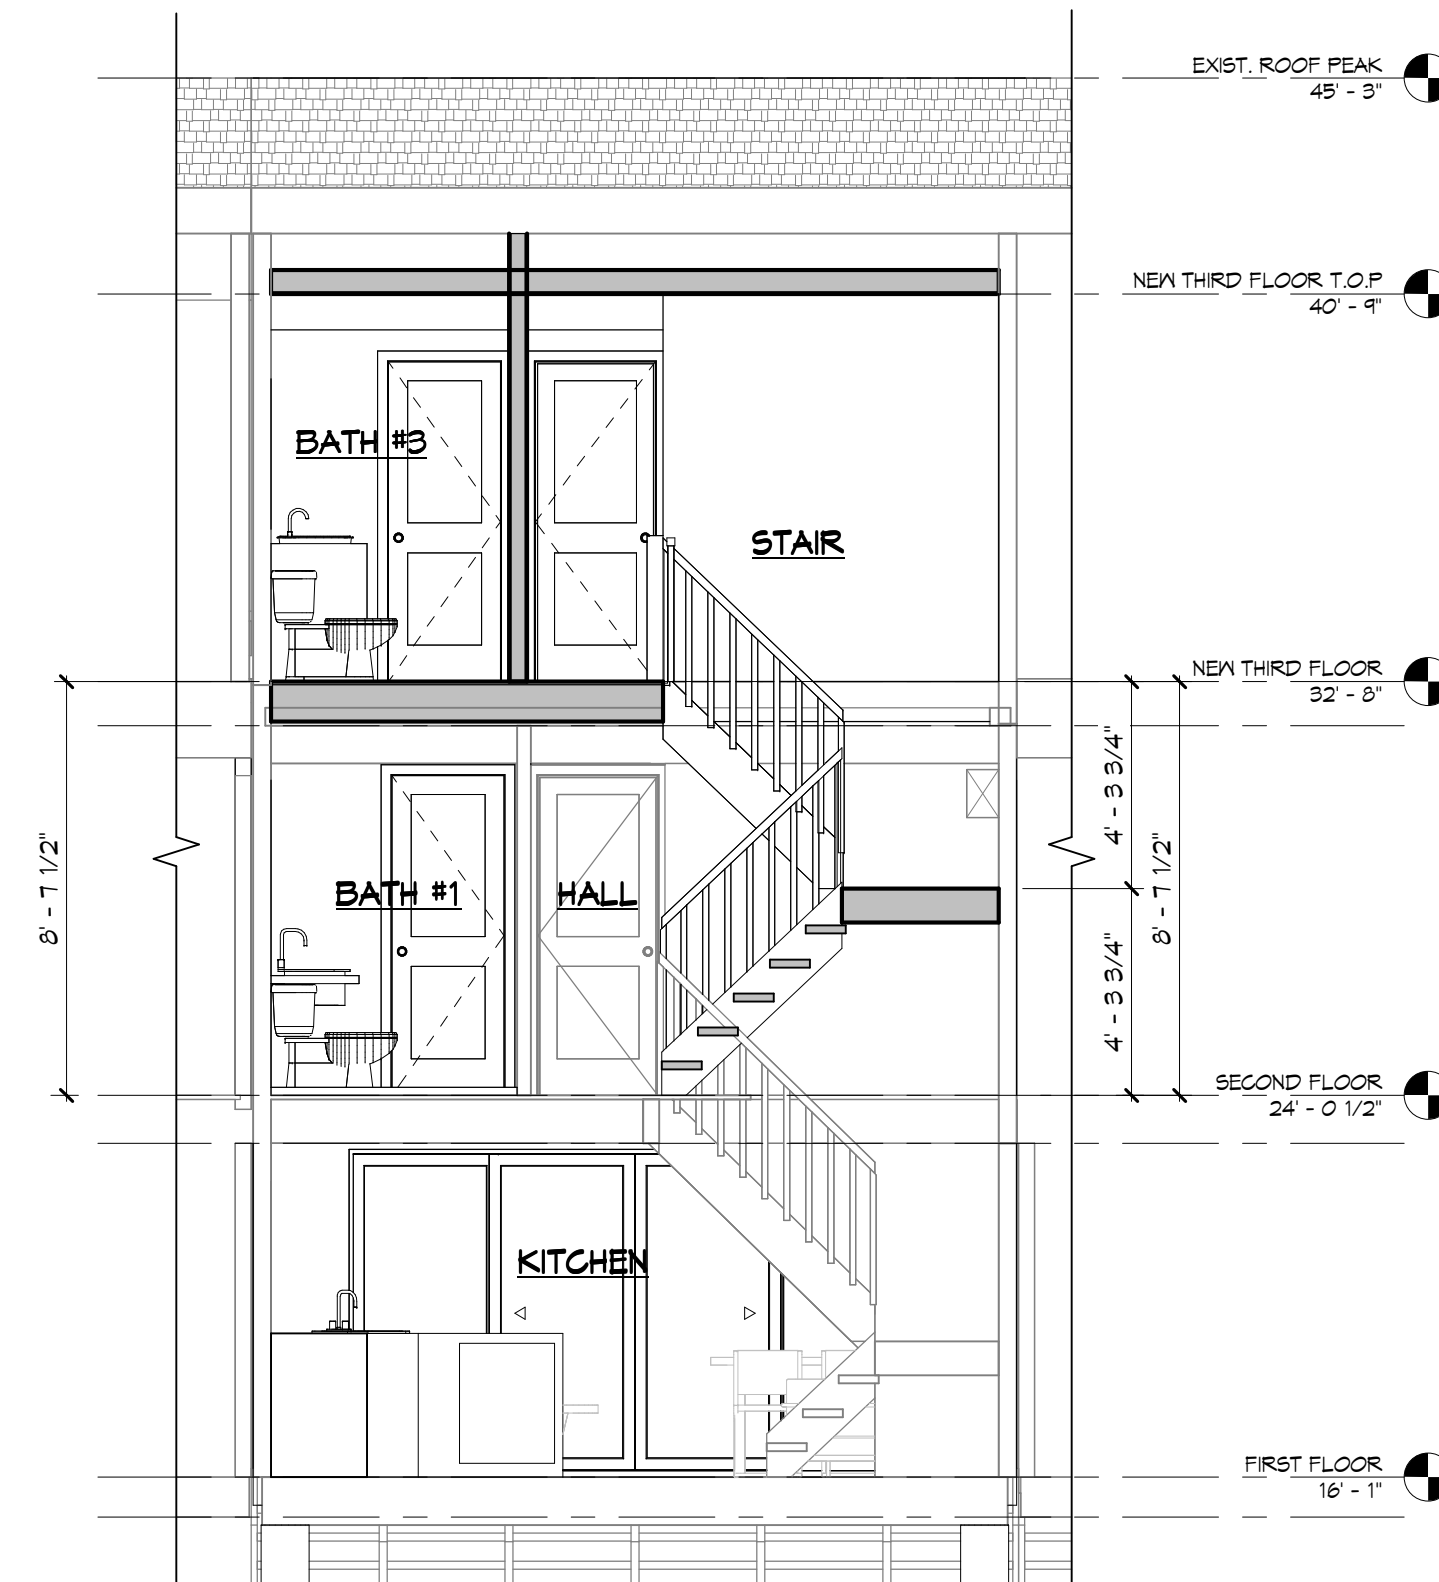 EXIST. ROOF PEAK
45' - 3"
NEW THIRD FLOOR T.O.P
40' - 9"
BATH #3
STAIR
NEW THIRD FLOOR
32' - 8"
4' - 3 3/4"
8' - 7 1/2"
8' - 7 1/2"
BATH #1
HALL
4' - 3 3/4"
SECOND FLOOR
24' - 0 1/2"
KITCHEN
FIRST FLOOR
16' - 1"